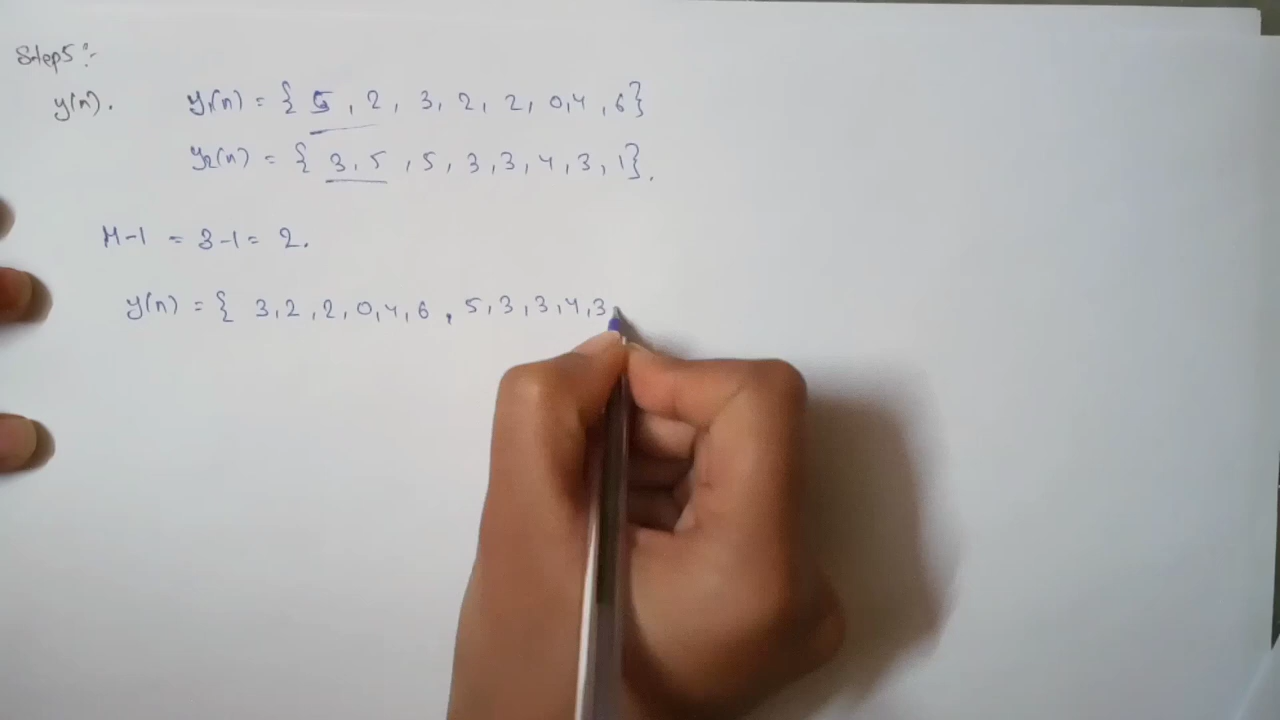 Step5:-
y(n). y1(n) = { 5, 2, 3, 2, 2, 0, 4, 6}
y2(n) = { 3, 5, 5, 3, 3, 4, 3, 1}.
M-1 = 3-1 = 2.
y(n) = { 3, 2, 2, 0, 4, 6, 5, 3, 3, 4, 3,